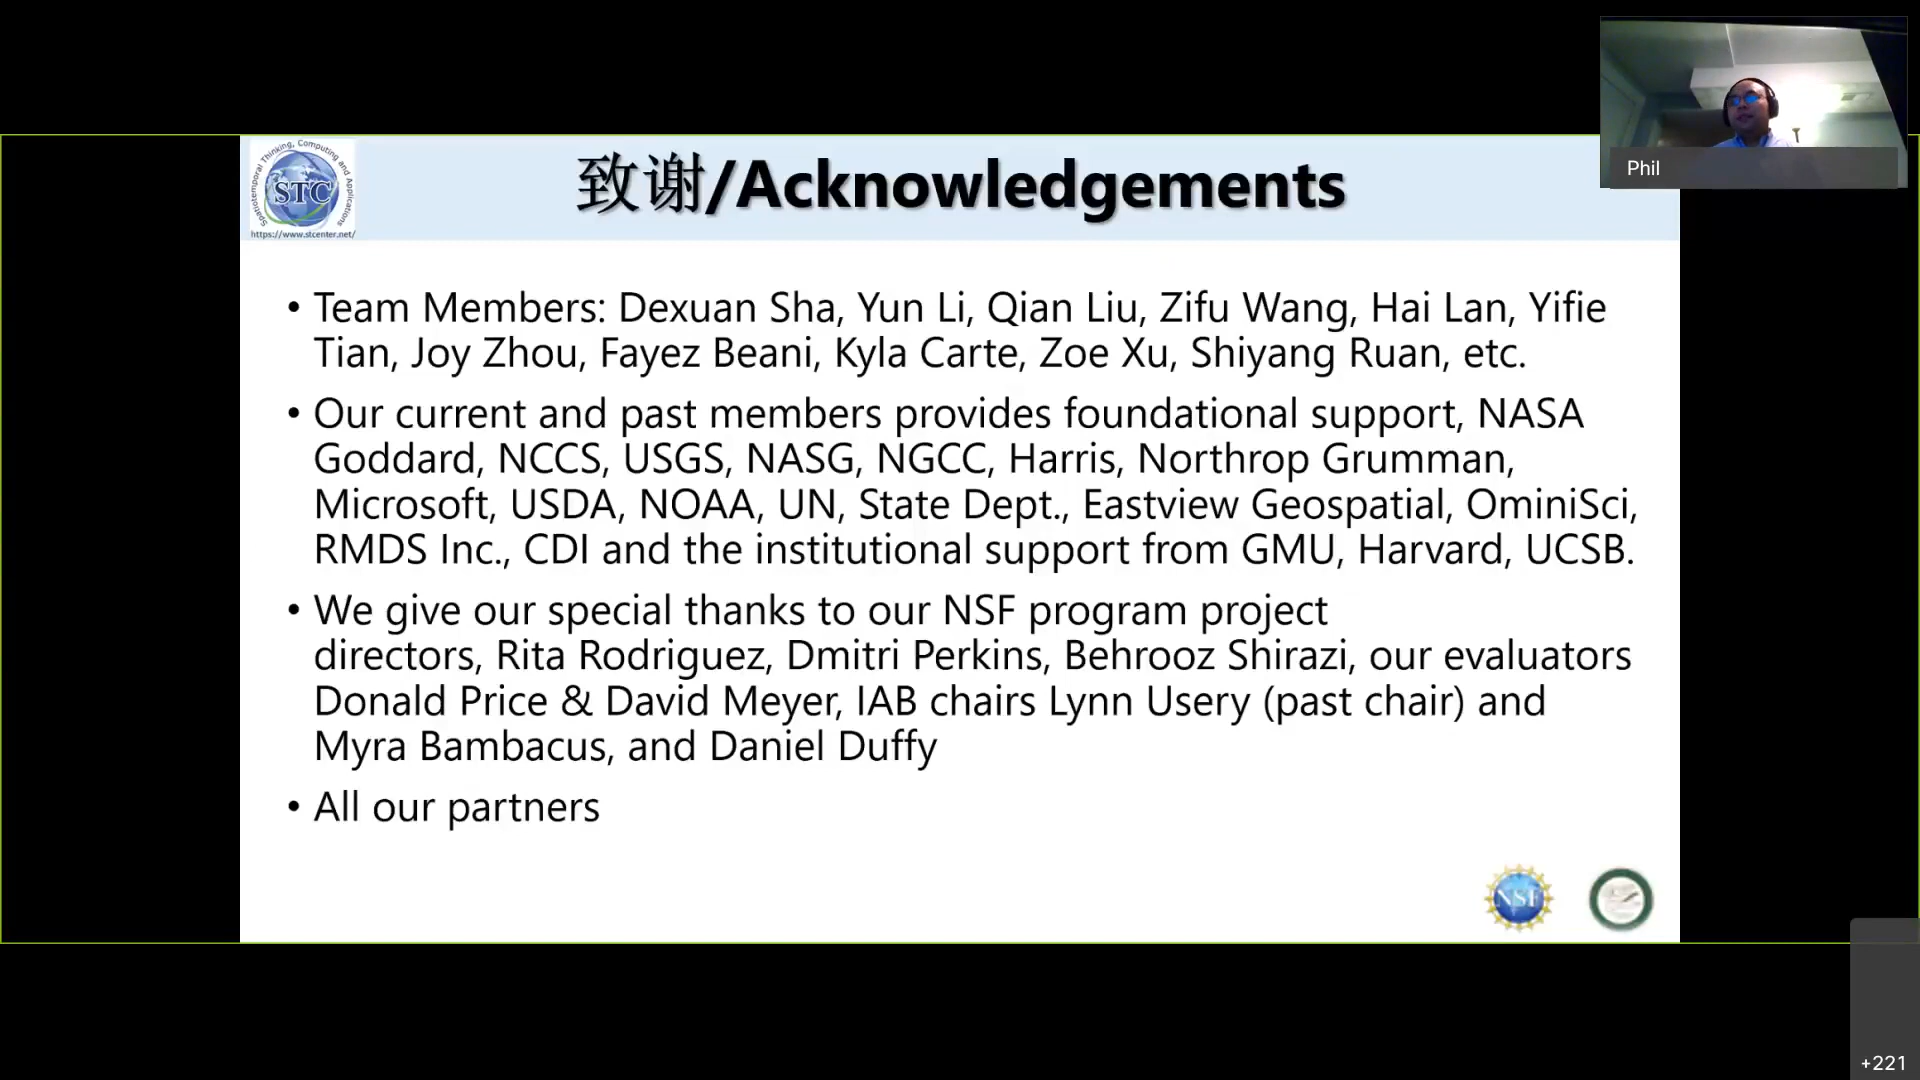 Phil
Spatiotemporal Thinking, Computing and Applications
STC
https://www.stcenter.net/
致谢/Acknowledgements
• Team Members: Dexuan Sha, Yun Li, Qian Liu, Zifu Wang, Hai Lan, Yifie
Tian, Joy Zhou, Fayez Beani, Kyla Carte, Zoe Xu, Shiyang Ruan, etc.
• Our current and past members provides foundational support, NASA
Goddard, NCCS, USGS, NASG, NGCC, Harris, Northrop Grumman,
Microsoft, USDA, NOAA, UN, State Dept., Eastview Geospatial, OminiSci,
RMDS Inc., CDI and the institutional support from GMU, Harvard, UCSB.
• We give our special thanks to our NSF program project
directors, Rita Rodriguez, Dmitri Perkins, Behrooz Shirazi, our evaluators
Donald Price & David Meyer, IAB chairs Lynn Usery (past chair) and
Myra Bambacus, and Daniel Duffy
• All our partners
NSF
+221